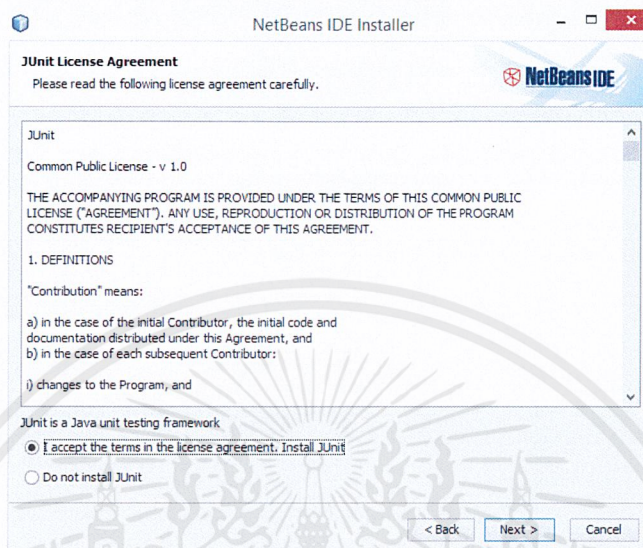 NetBeans IDE Installer
JUnit License Agreement
Please read the following license agreement carefully.
NetBeans IDE
JUnit
Common Public License - v 1.0
THE ACCOMPANYING PROGRAM IS PROVIDED UNDER THE TERMS OF THIS COMMON PUBLIC
LICENSE ("AGREEMENT"). ANY USE, REPRODUCTION OR DISTRIBUTION OF THE PROGRAM
CONSTITUTES RECIPIENT'S ACCEPTANCE OF THIS AGREEMENT.
1. DEFINITIONS
"Contribution" means:
a) in the case of the initial Contributor, the initial code and
documentation distributed under this Agreement, and
b) in the case of each subsequent Contributor:
i) changes to the Program, and
JUnit is a Java unit testing framework
I accept the terms in the license agreement. Install JUnit
Do not install JUnit
< Back Next > Cancel